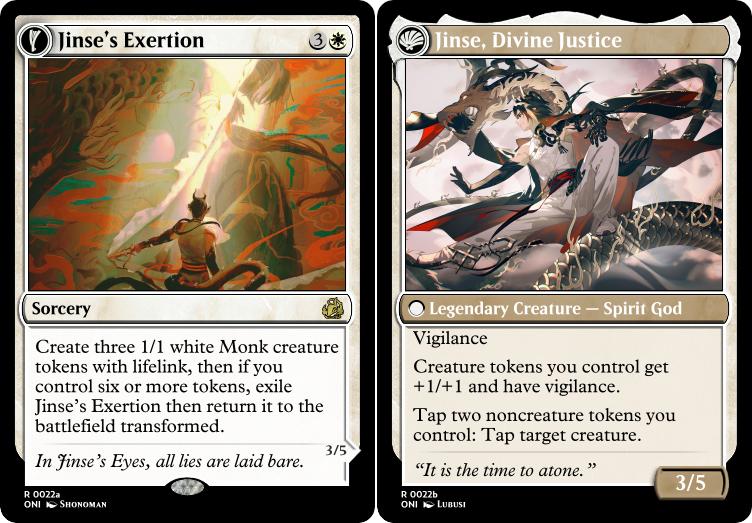 Jinse's Exertion 3
Sorcery
Create three 1/1 white Monk creature
tokens with lifelink, then if you
control six or more tokens, exile
Jinse's Exertion then return it to the
battlefield transformed.
3/5
In Jinse's Eyes, all lies are laid bare.
R 0022a
ONI Shonoman
Jinse, Divine Justice
Legendary Creature — Spirit God
Vigilance
Creature tokens you control get
+1/+1 and have vigilance.
Tap two noncreature tokens you
control: Tap target creature.
"It is the time to atone."
3/5
R 0022b
ONI Lubusi